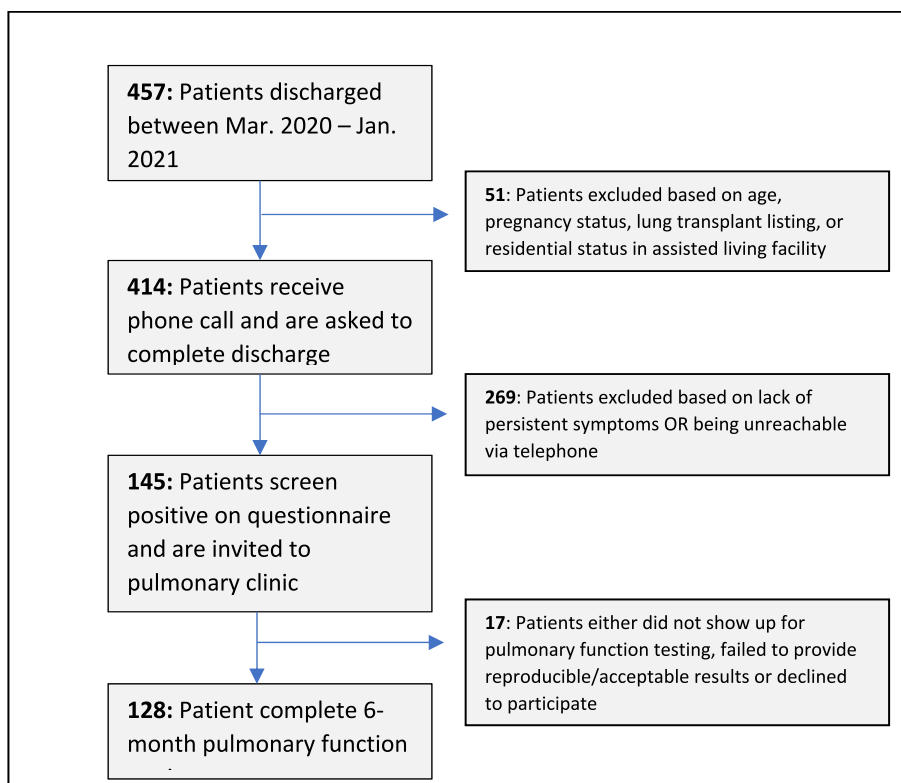 457: Patients discharged
between Mar. 2020 – Jan.
2021
51: Patients excluded based on age,
pregnancy status, lung transplant listing, or
residential status in assisted living facility
414: Patients receive
phone call and are asked to
complete discharge
269: Patients excluded based on lack of
persistent symptoms OR being unreachable
via telephone
145: Patients screen
positive on questionnaire
and are invited to
pulmonary clinic
17: Patients either did not show up for
pulmonary function testing, failed to provide
reproducible/acceptable results or declined
to participate
128: Patient complete 6-
month pulmonary function